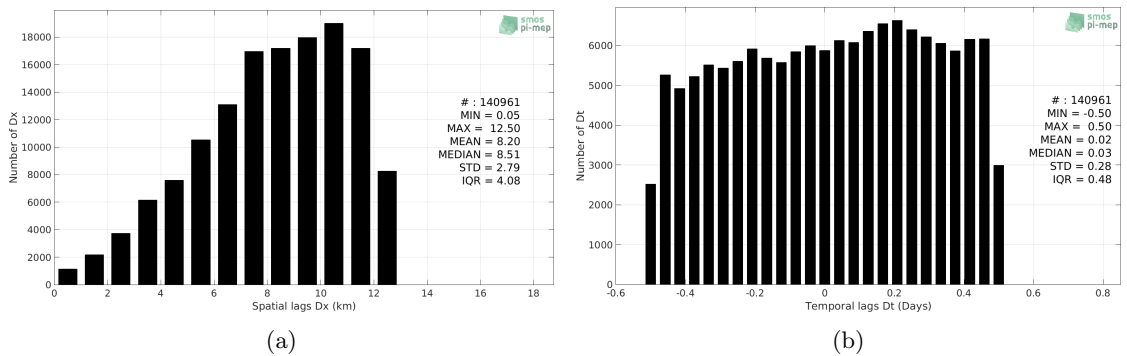 smos
pi-mep
18000
16000
14000
12000
10000
8000
6000
4000
2000
0
Number of Dx
# : 140961
MIN = 0.05
MAX = 12.50
MEAN = 8.20
MEDIAN = 8.51
STD = 2.79
IQR = 4.08
0 2 4 6 8 10 12 14 16 18
Spatial lags Dx (km)
(a)
smos
pi-mep
6000
5000
4000
3000
2000
1000
0
Number of Dt
# : 140961
MIN = -0.50
MAX = 0.50
MEAN = 0.02
MEDIAN = 0.03
STD = 0.28
IQR = 0.48
-0.6 -0.4 -0.2 0 0.2 0.4 0.6 0.8
Temporal lags Dt (Days)
(b)